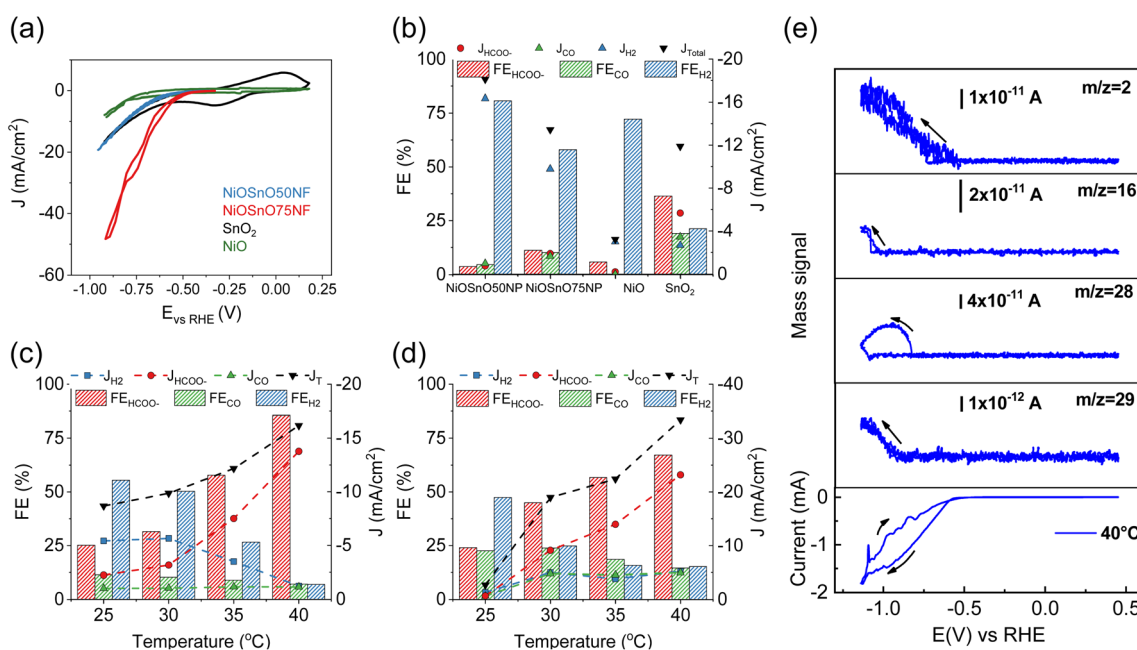 (a)
J (mA/cm²)
0
-20
-40
-60
NiOSnO50NF
NiOSnO75NF
SnO₂
NiO
-1.00 -0.75 -0.50 -0.25 0.00 0.25
E vs RHE (V)
(b)
J_HCOO- J_CO J_H2 J_Total
FE_HCOO- FE_CO FE_H2
FE (%)
100
75
50
25
0
-20
-16
-12
-8
-4
0
J (mA/cm²)
NiOSnO50NP NiOSnO75NP NiO SnO₂
(c)
J_H2 J_HCOO- J_CO J_T
FE_HCOO- FE_CO FE_H2
FE (%)
100
75
50
25
0
-20
-15
-10
-5
0
J (mA/cm²)
25 30 35 40
Temperature (°C)
(d)
J_H2 J_HCOO- J_CO J_T
FE_HCOO- FE_CO FE_H2
FE (%)
100
75
50
25
0
-40
-30
-20
-10
0
J (mA/cm²)
25 30 35 40
Temperature (°C)
(e)
Mass signal
1x10⁻¹¹ A m/z=2
2x10⁻¹¹ A m/z=16
4x10⁻¹¹ A m/z=28
1x10⁻¹² A m/z=29
Current (mA)
0
-1
-2
40°C
-1.0 -0.5 0.0
E(V) vs RHE